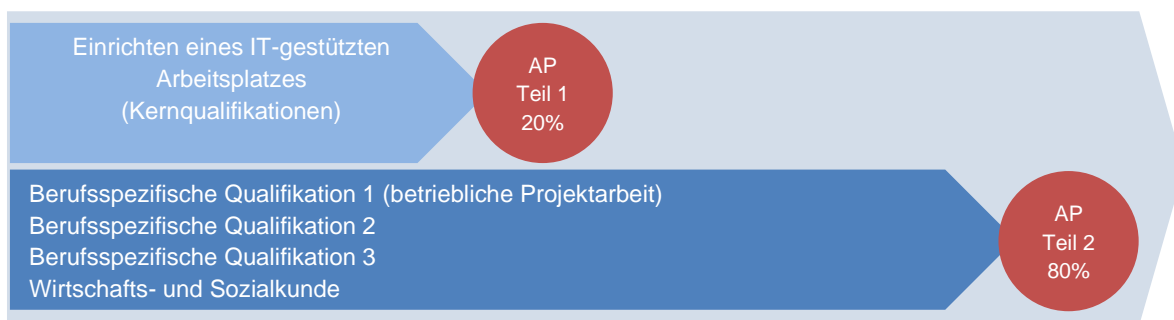 Einrichten eines IT-gestützten
Arbeitsplatzes
(Kernqualifikationen)
AP
Teil 1
20%
Berufsspezifische Qualifikation 1 (betriebliche Projektarbeit)
Berufsspezifische Qualifikation 2
Berufsspezifische Qualifikation 3
Wirtschafts- und Sozialkunde
AP
Teil 2
80%